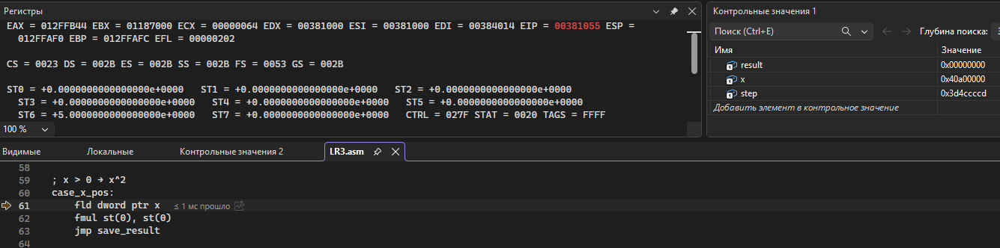 Регистры
EAX = 012FFB44 EBX = 01187000 ECX = 00000064 EDX = 00381000 ESI = 00381000 EDI = 00384014 EIP = 00381055 ESP =
012FFAF0 EBP = 012FFAFC EFL = 00000202
CS = 0023 DS = 002B ES = 002B SS = 002B FS = 0053 GS = 002B
ST0 = +0.0000000000000000e+0000 ST1 = +0.0000000000000000e+0000 ST2 = +0.0000000000000000e+0000
ST3 = +0.0000000000000000e+0000 ST4 = +0.0000000000000000e+0000 ST5 = +0.0000000000000000e+0000
ST6 = +5.0000000000000000e+0000 ST7 = +0.0000000000000000e+0000 CTRL = 027F STAT = 0020 TAGS = FFFF
100 %
Контрольные значения 1
Поиск (Ctrl+E) Глубина поиска: 3
Имя Значение
result 0x00000000
x 0x40a00000
step 0x3d4ccccd
Добавить элемент в контрольное значение
Видимые Локальные Контрольные значения 2 LR3.asm
58
59 ; x > 0 → x^2
60 case_x_pos:
61 fld dword ptr x ≤ 1 мс прошло
62 fmul st(0), st(0)
63 jmp save_result
64